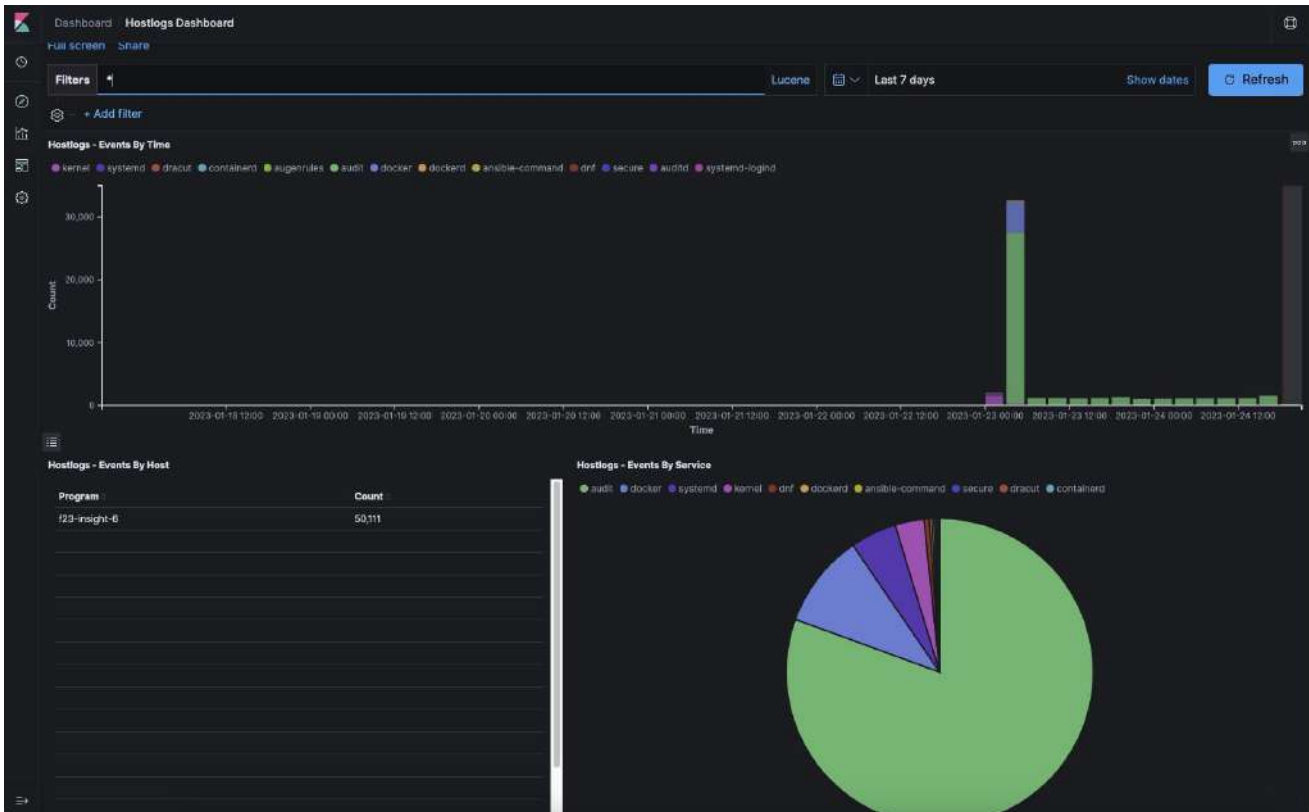 Dashboard Hostlogs Dashboard
Full screen Share
Filters * Lucene Last 7 days Show dates Refresh
+ Add filter
Hostlogs - Events By Time
kernel systemd dracut containerd augenrules audit docker dockerd ansible-command dnf secure auditd systemd-logind
30,000
20,000
10,000
0
Count
2023-01-18 12:00 2023-01-19 00:00 2023-01-19 12:00 2023-01-20 00:00 2023-01-20 12:00 2023-01-21 00:00 2023-01-21 12:00 2023-01-22 00:00 2023-01-22 12:00 2023-01-23 00:00 2023-01-23 12:00 2023-01-24 00:00 2023-01-24 12:00
Time
Hostlogs - Events By Host
Program Count
f23-insight-6 50,111
Hostlogs - Events By Service
audit docker systemd kernel dnf dockerd ansible-command secure dracut containerd